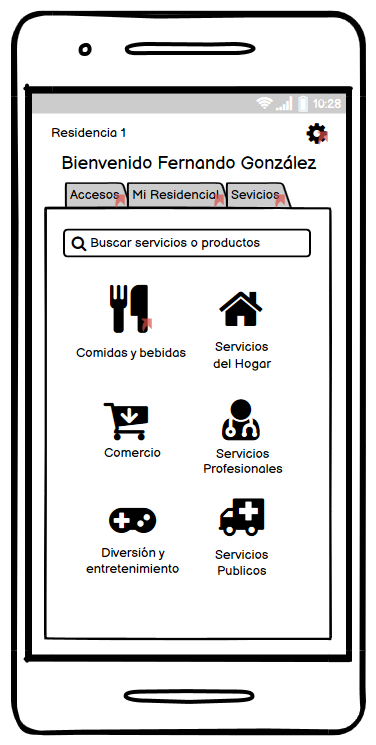 10:28
Residencia 1
Bienvenido Fernando González
Accesos Mi Residencial Sevicios
Buscar servicios o productos
Comidas y bebidas
Servicios
del Hogar
Comercio
Servicios
Profesionales
Diversión y
entretenimiento
Servicios
Publicos